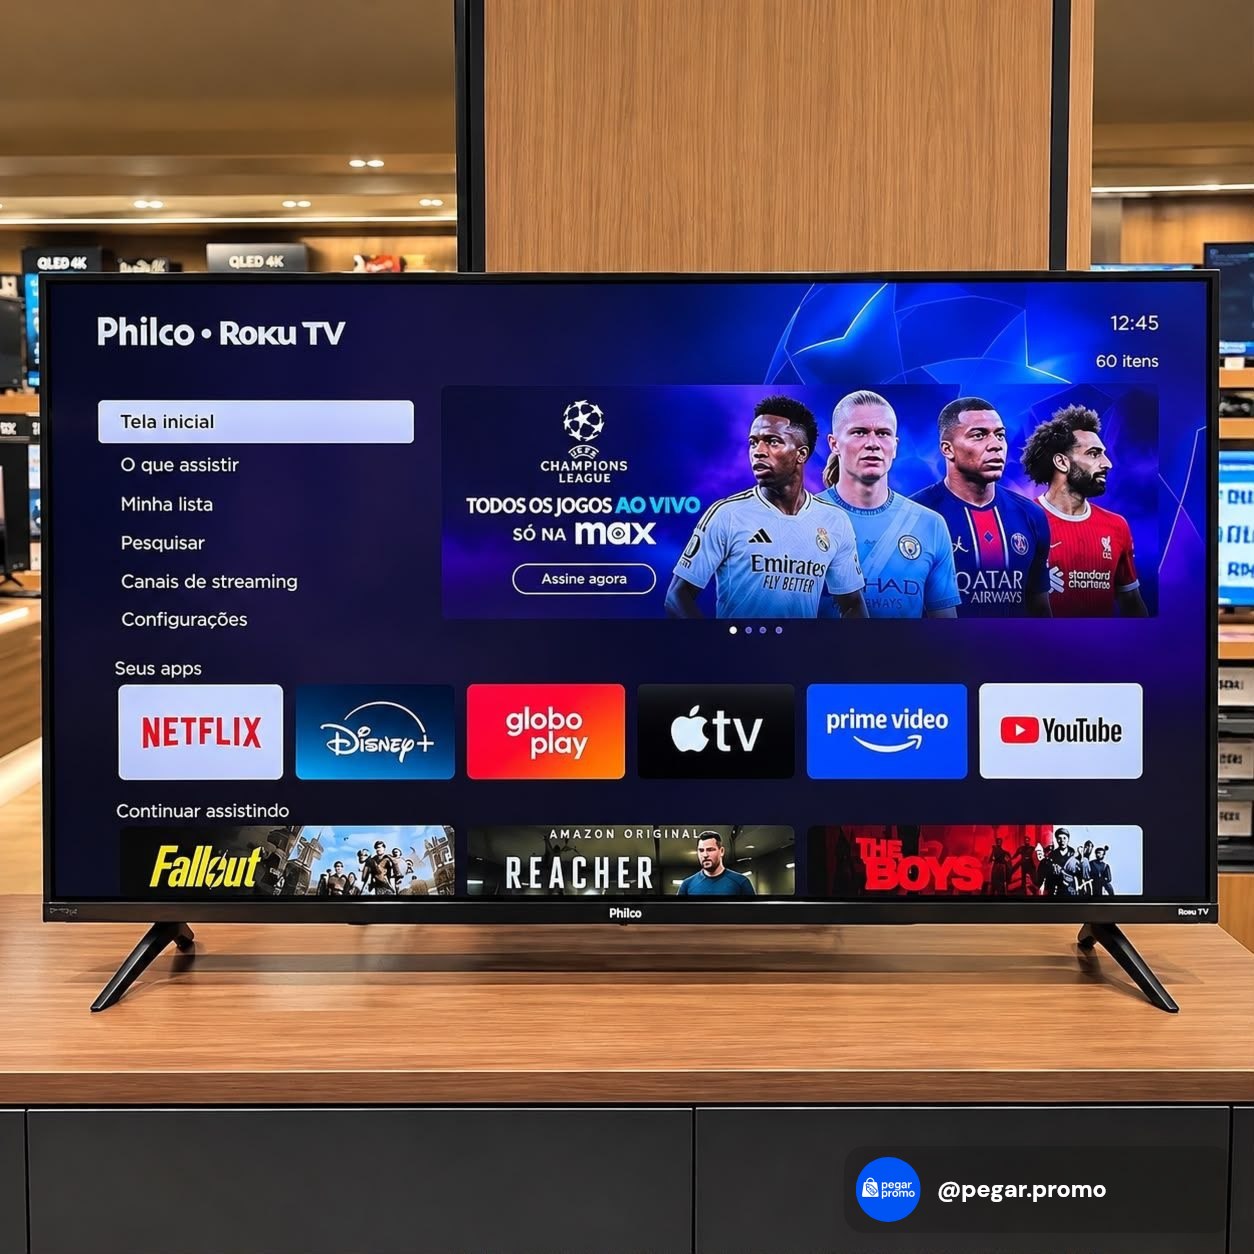 QLED 4K
QLED 4K
Philco • Roku TV
12:45
60 itens
Tela inicial
O que assistir
Minha lista
Pesquisar
Canais de streaming
Configurações
UEFA
CHAMPIONS
LEAGUE
TODOS OS JOGOS AO VIVO
SÓ NA max
Assine agora
Emirates
FLY BETTER
QATAR
AIRWAYS
standard
chartered
Seus apps
NETFLIX
Disney+
globo
play
tv
prime video
YouTube
Continuar assistindo
Fallout
AMAZON ORIGINAL
REACHER
THE
BOYS
Philco
Roku TV
pegar
promo
@pegar.promo